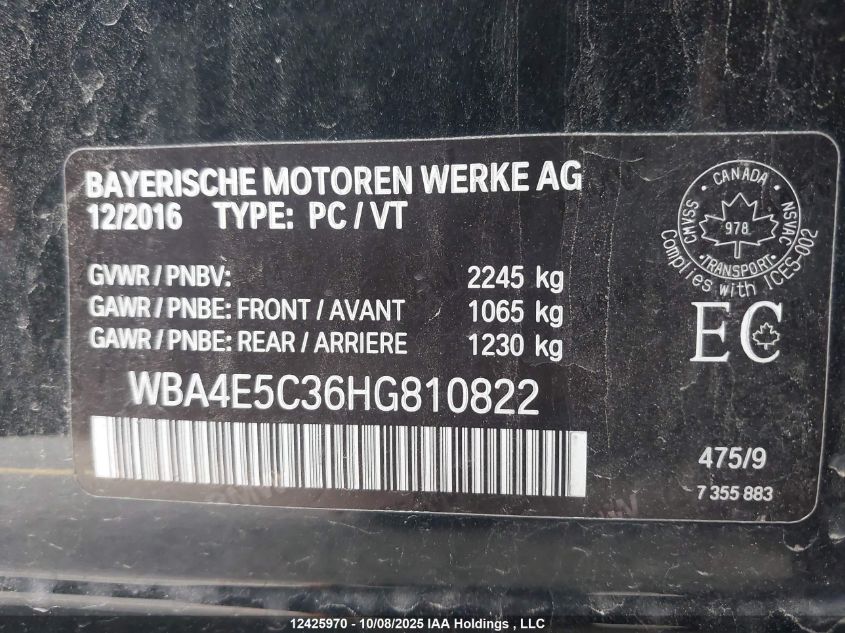 BAYERISCHE MOTOREN WERKE AG
12/2016 TYPE: PC / VT
GVWR / PNBV: 2245 kg
GAWR / PNBE: FRONT / AVANT 1065 kg
GAWR / PNBE: REAR / ARRIERE 1230 kg
WBA4E5C36HG810822
CANADA
CMVSS
NSVAC
978
TRANSPORT
Complies with ICES-002
EC
475/9
7 355 883
12425970 - 10/08/2025 IAA Holdings , LLC